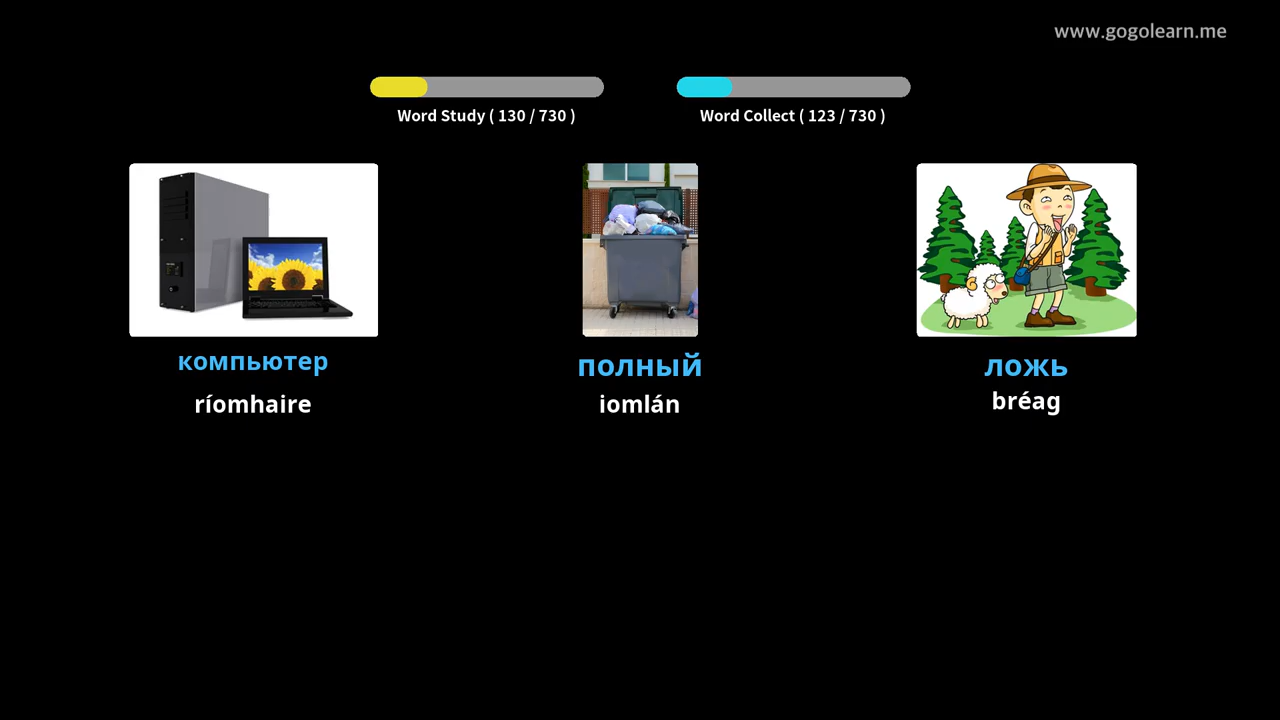 www.gogolearn.me
Word Study ( 130 / 730 )
Word Collect ( 123 / 730 )
компьютер
полный
ложь
ríomhaire
iomlán
bréag